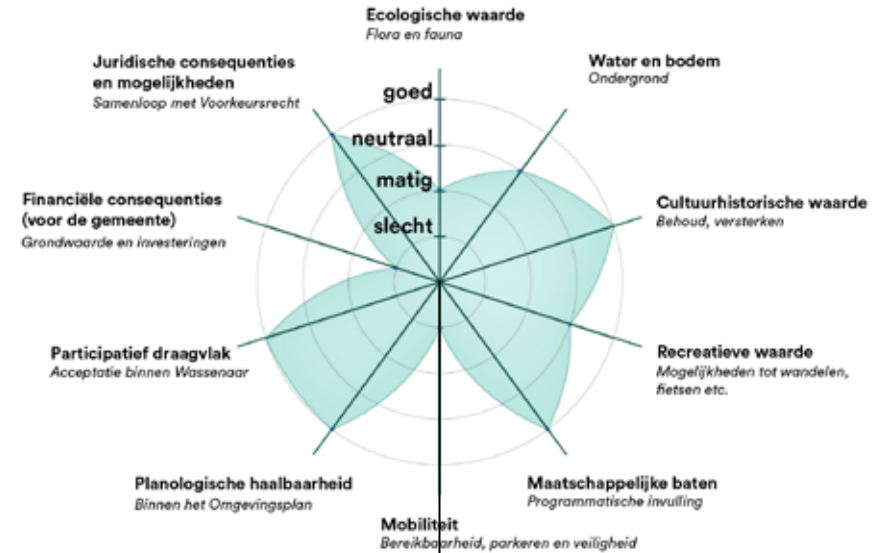 Ecologische waarde
Flora en fauna
Water en bodem
Ondergrond
Cultuurhistorische waarde
Behoud, versterken
Recreatieve waarde
Mogelijkheden tot wandelen,
fietsen etc.
Maatschappelijke baten
Programmatische invulling
Mobiliteit
Bereikbaarheid, parkeren en veiligheid
Planologische haalbaarheid
Binnen het Omgevingsplan
Participatief draagvlak
Acceptatie binnen Wassenaar
Financiële consequenties
(voor de gemeente)
Grondwaarde en investeringen
Juridische consequenties
en mogelijkheden
Samenloop met Voorkeursrecht
goed
neutraal
matig
slecht